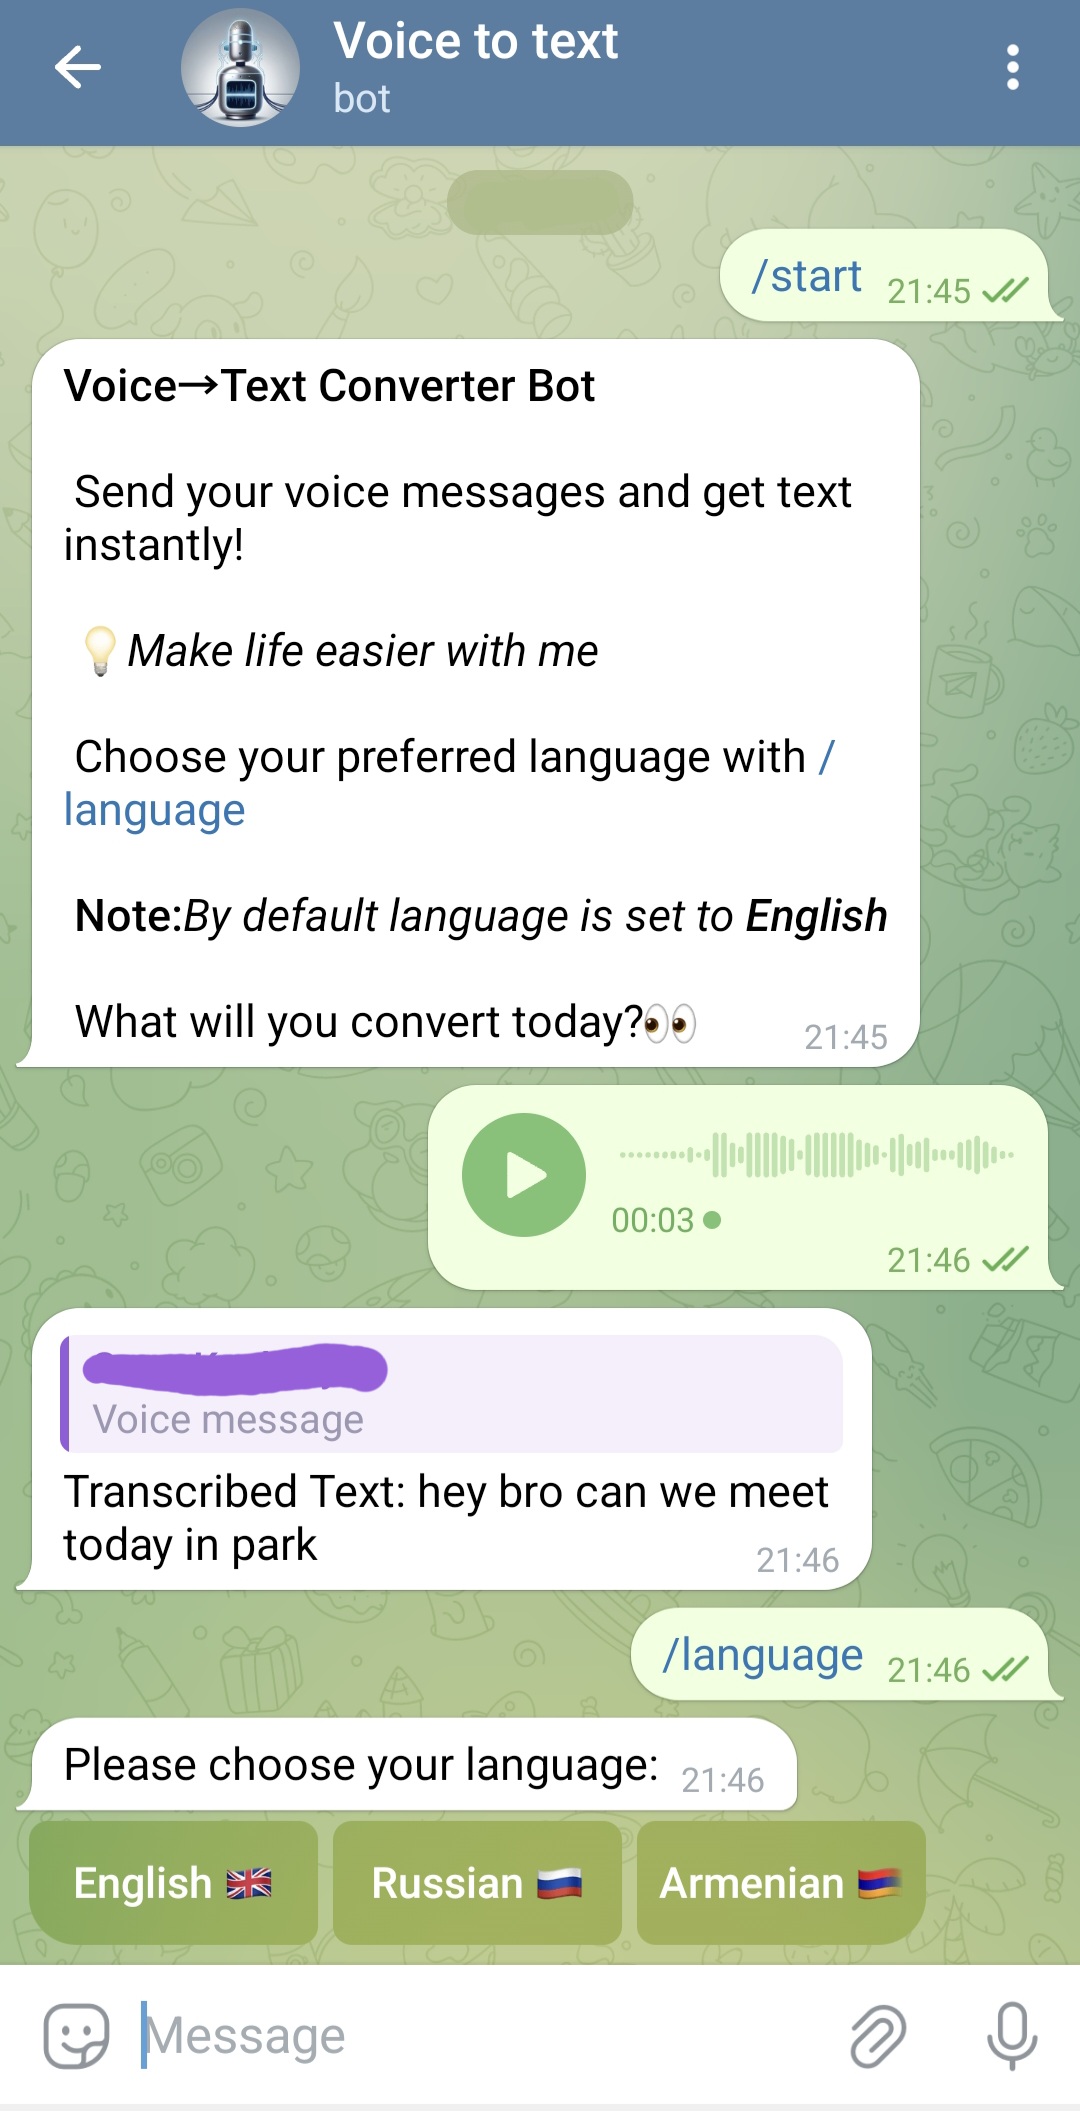 Voice to text
bot
/start 21:45
Voice→Text Converter Bot
Send your voice messages and get text
instantly!
💡Make life easier with me
Choose your preferred language with /
language
Note:By default language is set to English
What will you convert today?👀 21:45
00:03
21:46
Voice message
Transcribed Text: hey bro can we meet
today in park
21:46
/language 21:46
Please choose your language: 21:46
English 🇬🇧 Russian 🇷🇺 Armenian 🇦🇲
Message